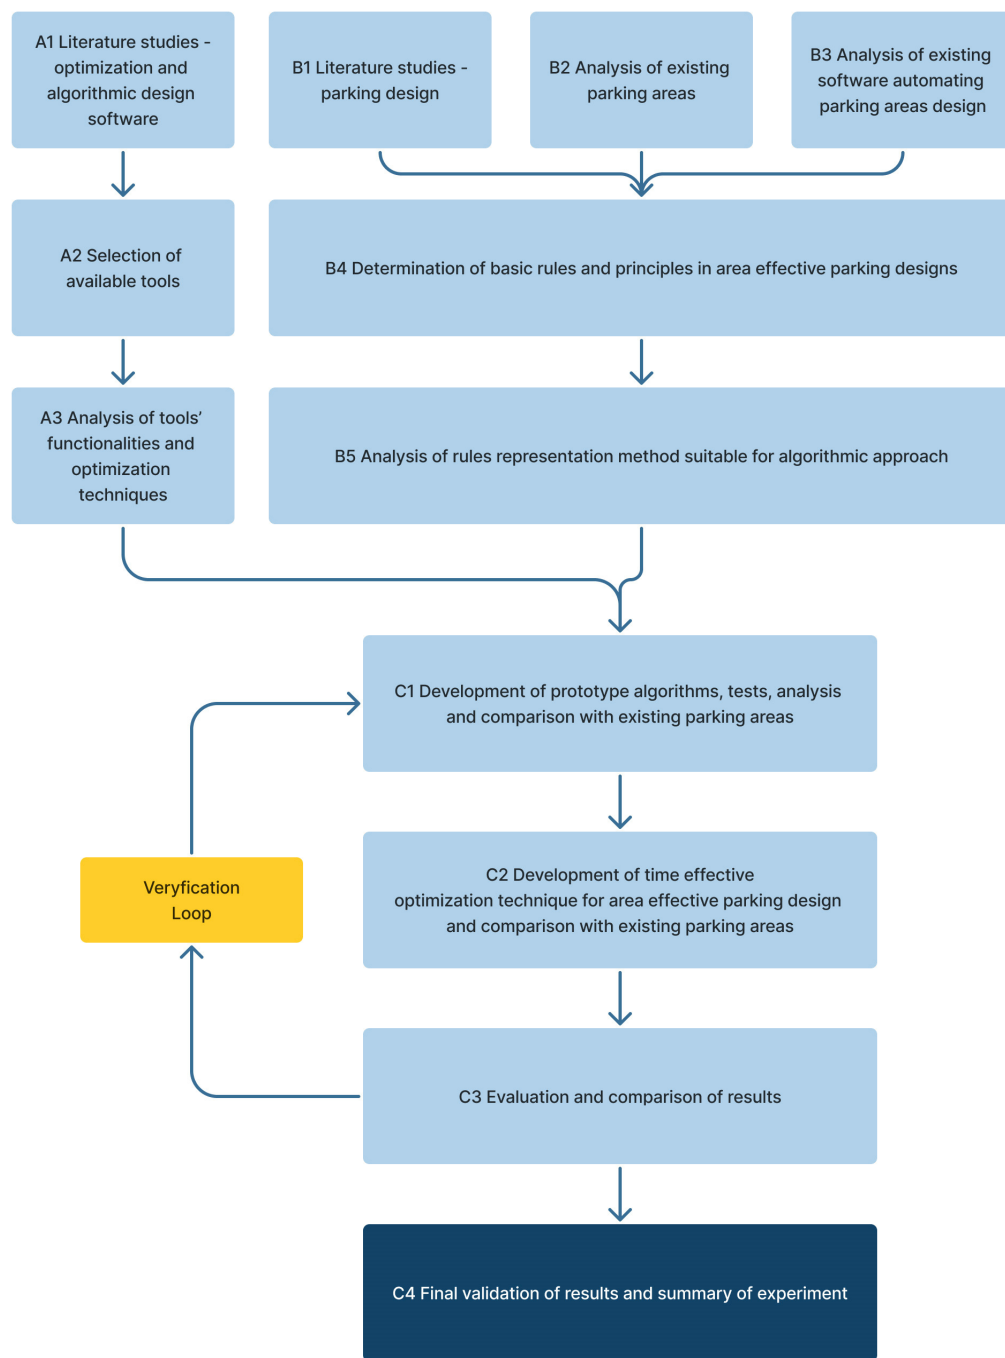 A1 Literature studies -
optimization and
algorithmic design
software
B1 Literature studies -
parking design
B2 Analysis of existing
parking areas
B3 Analysis of existing
software automating
parking areas design
A2 Selection of
available tools
B4 Determination of basic rules and principles in area effective parking designs
A3 Analysis of tools’
functionalities and
optimization
techniques
B5 Analysis of rules representation method suitable for algorithmic approach
C1 Development of prototype algorithms, tests, analysis
and comparison with existing parking areas
Veryfication
Loop
C2 Development of time effective
optimization technique for area effective parking design
and comparison with existing parking areas
C3 Evaluation and comparison of results
C4 Final validation of results and summary of experiment